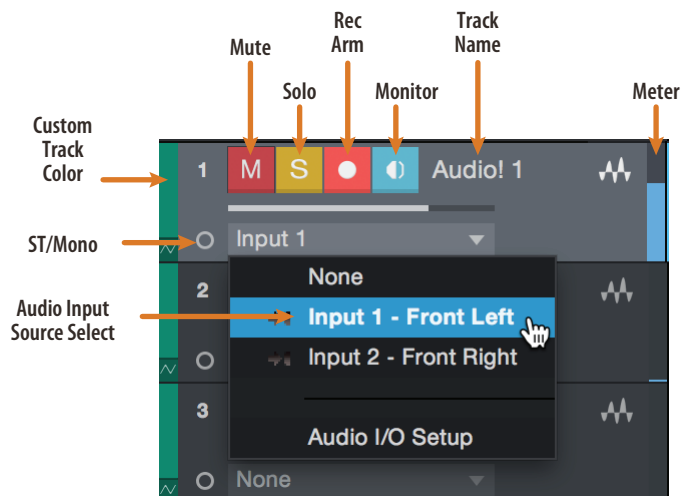 Rec
Arm
Track
Name
Mute
Solo
Monitor
Meter
Custom
Track
Color
1
M
S
Audio! 1
ST/Mono
Input 1
None
2
Audio Input
Source Select
Input 1 - Front Left
Input 2 - Front Right
3
Audio I/O Setup
None